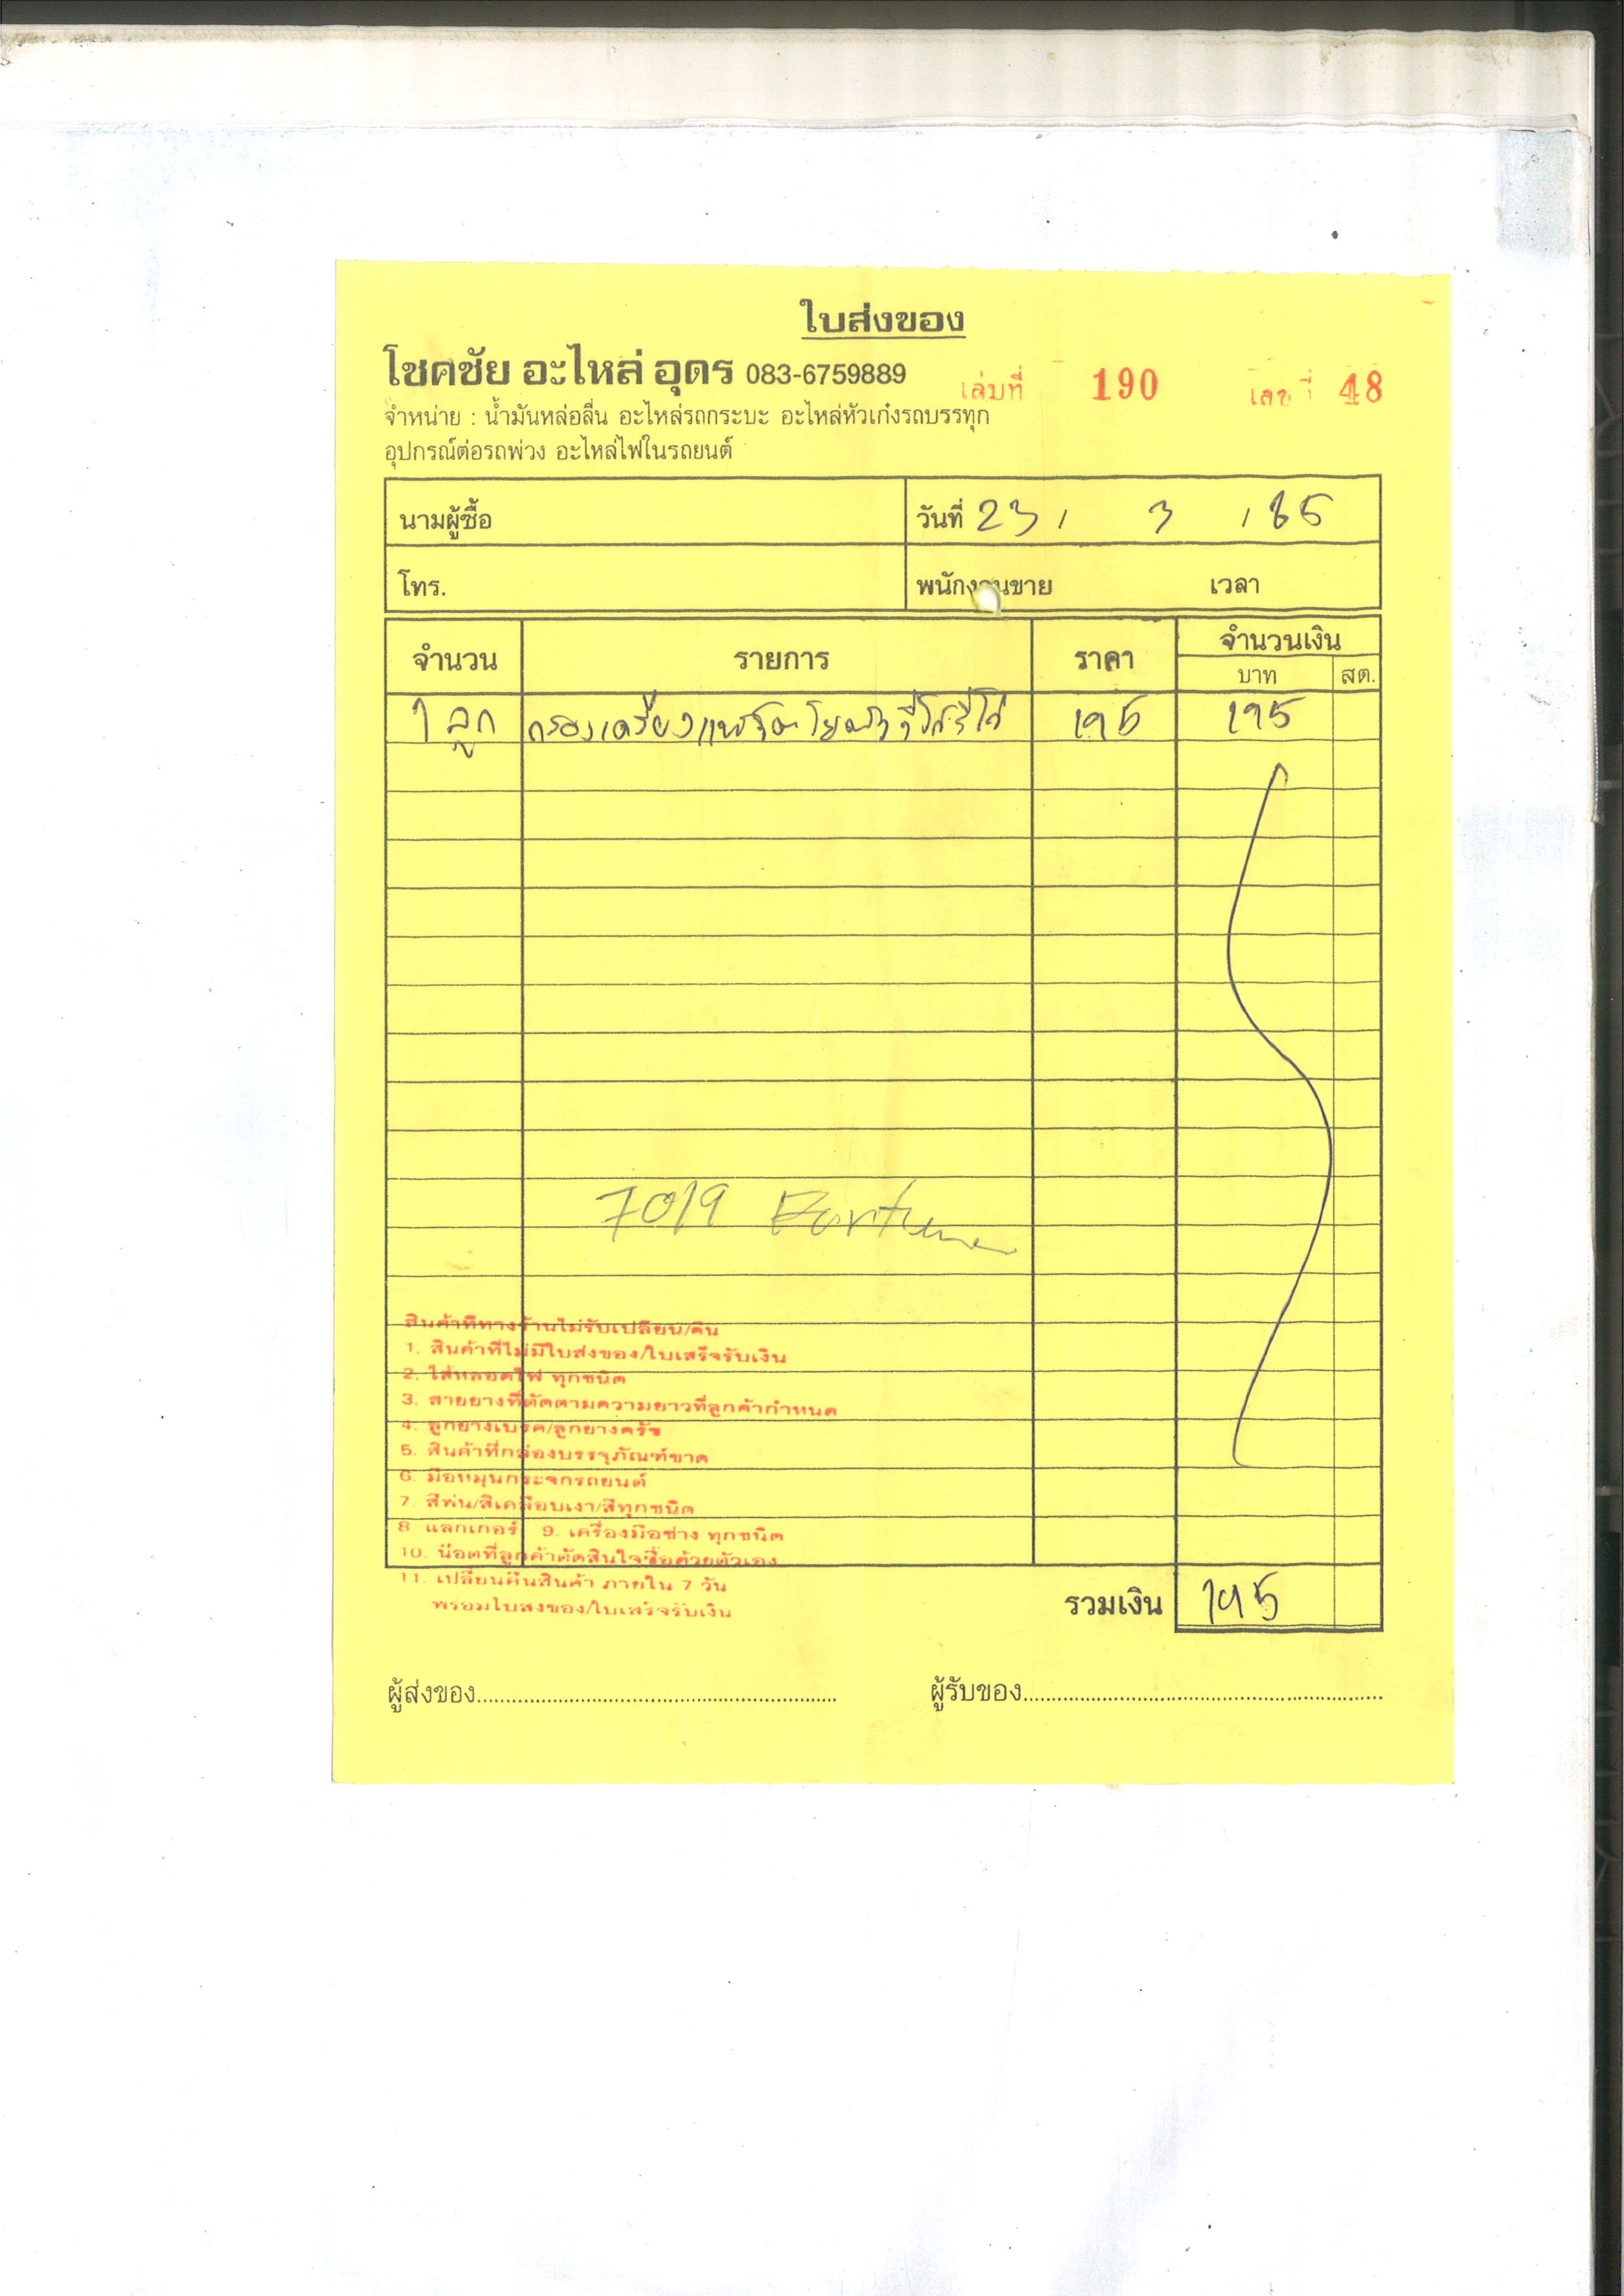 ใบส่งของ
โชคชัย อะไหล่ อุดร 083-6759889 เล่มที่ 190 เลขที่ 48
จำหน่าย : น้ำมันหล่อลื่น อะไหล่รถกระบะ อะไหล่หัวเก๋งรถบรรทุก
อุปกรณ์ต่อรถพ่วง อะไหล่ไฟในรถยนต์
นามผู้ซื้อ วันที่ 23 / 3 /
โทร. พนักงานขาย เวลา
จำนวน รายการ ราคา จำนวนเงิน
บาท สต.
1 ลูก กรองเครื่อง 195 195
7019 Fortuner
สินค้าที่ทางร้านไม่รับเปลี่ยน/คืน
1. สินค้าที่ไม่มีใบส่งของ/ใบเสร็จรับเงิน
2. ไส้หลอดไฟ ทุกชนิด
3. สายยางที่ตัดตามความยาวที่ลูกค้ากำหนด
4. ลูกยางเบรค/ลูกยางครัช
5. สินค้าที่กล่องบรรจุภัณฑ์ขาด
6. มือหมุนกระจกรถยนต์
7. สีพ่น/สีเคลือบเงา/สีทุกชนิด
8. แลกเกอร์ 9. เครื่องมือช่าง ทุกชนิด
10. น๊อตที่ลูกค้าตัดสินใจซื้อด้วยตัวเอง
11. เปลี่ยนคืนสินค้า ภายใน 7 วัน
พร้อมใบส่งของ/ใบเสร็จรับเงิน
รวมเงิน 195
ผู้ส่งของ ผู้รับของ